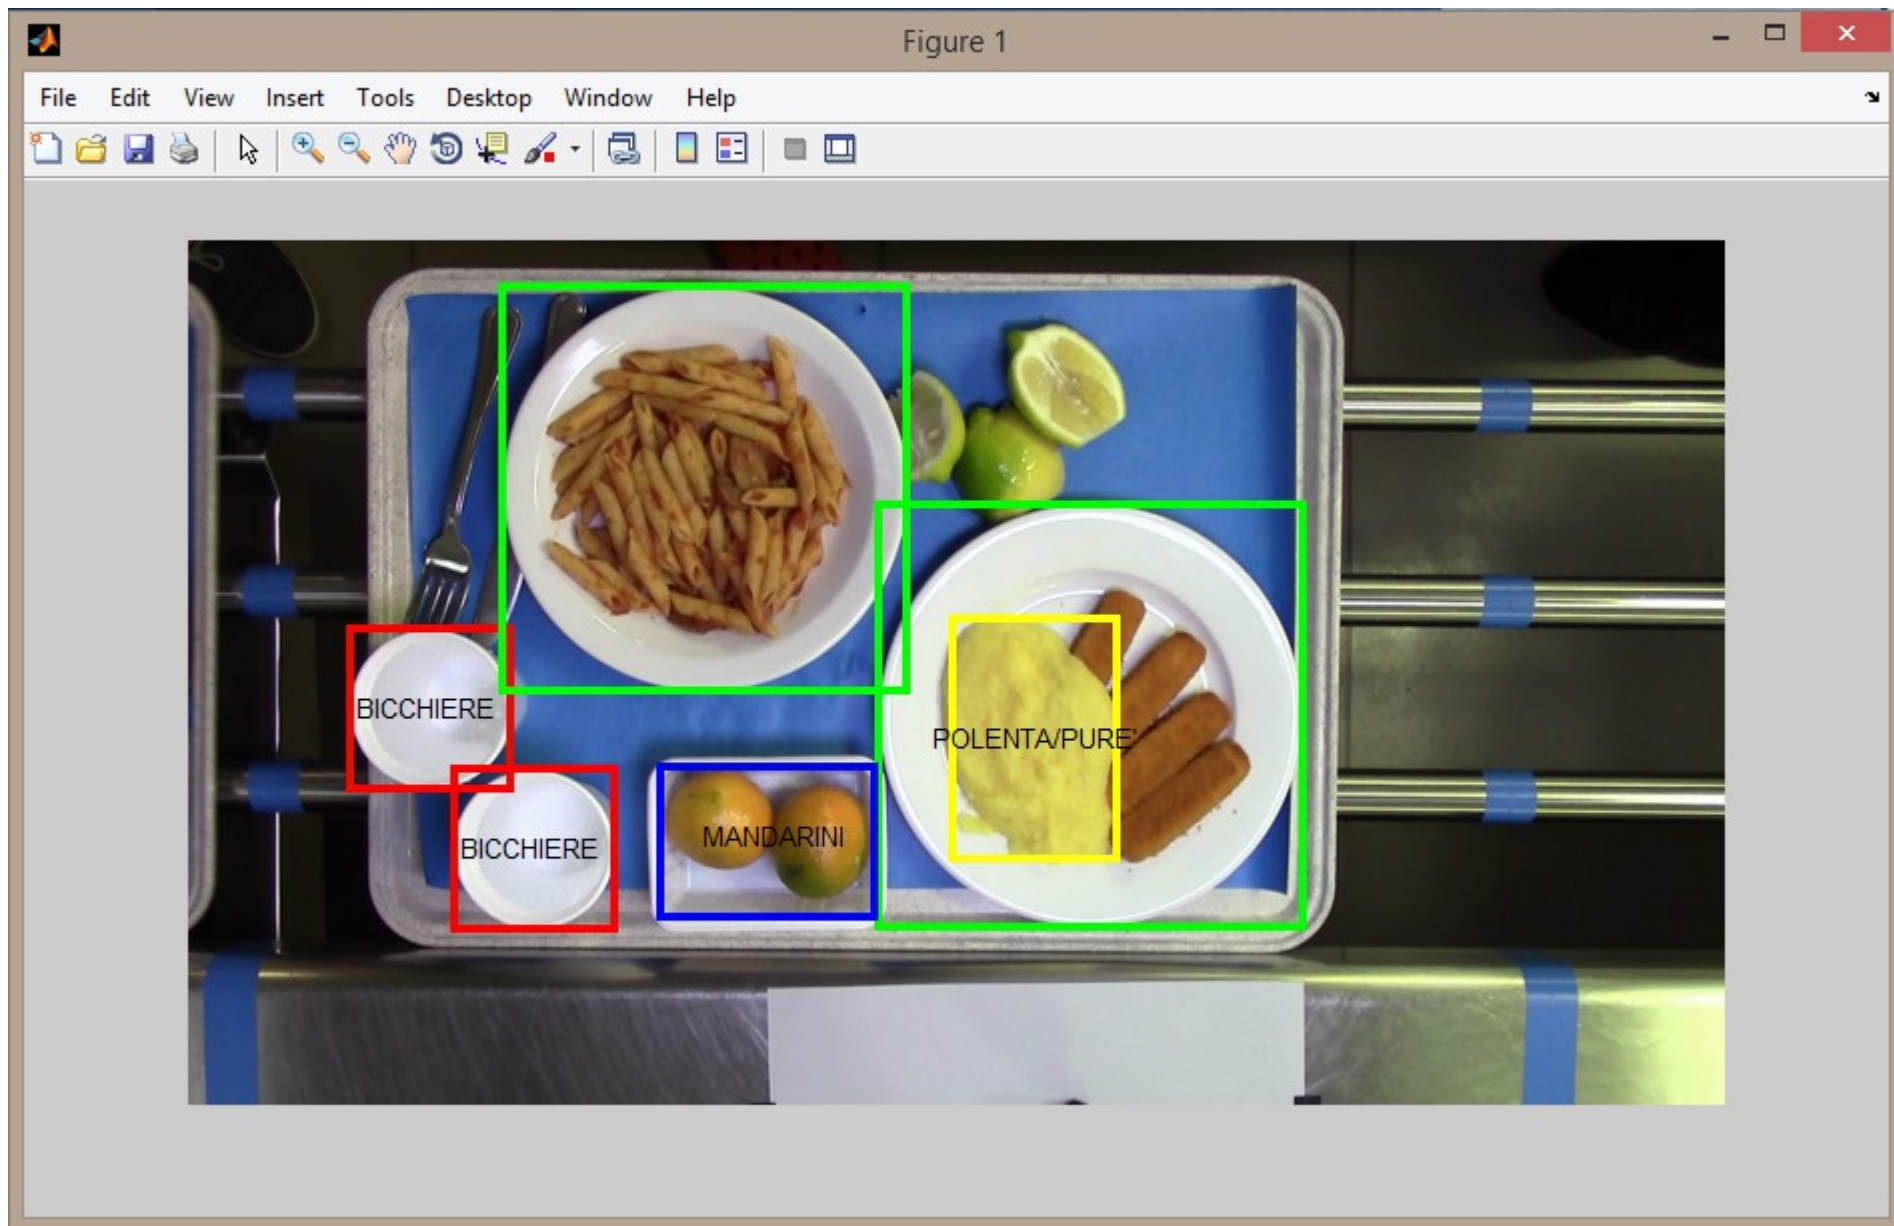 Figure 1
File Edit View Insert Tools Desktop Window Help
BICCHIERE
POLENTA/PURE'
MANDARINI
BICCHIERE